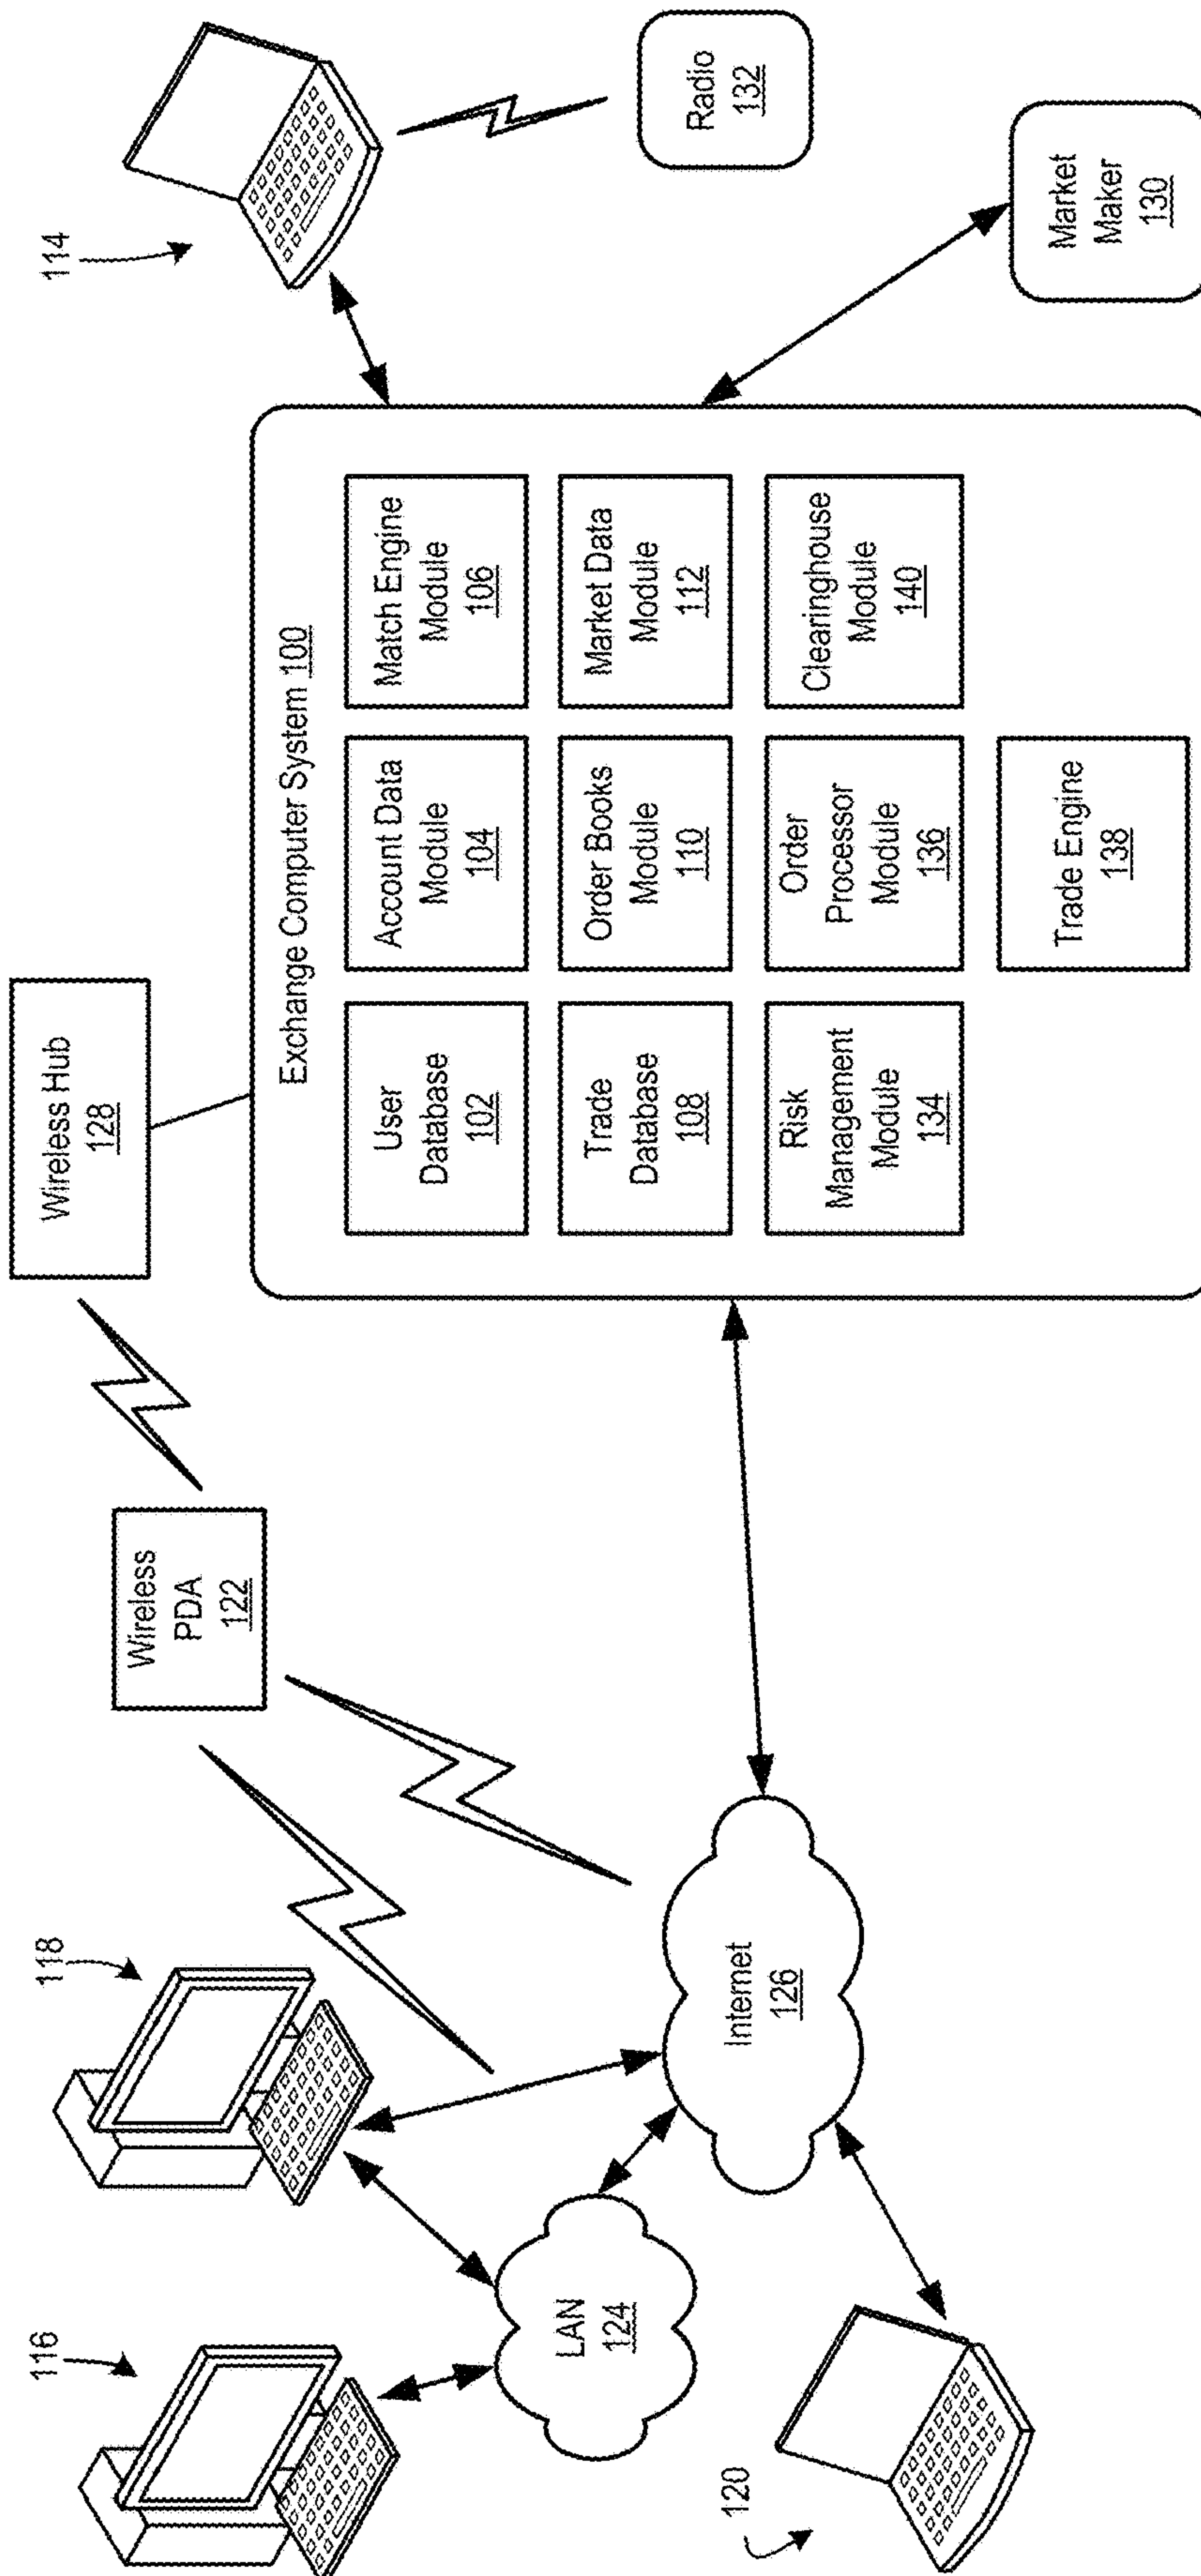 116
118
Wireless
PDA
122
Wireless Hub
128
114
LAN
124
Internet
126
120
Exchange Computer System 100
User
Database
102
Account Data
Module
104
Match Engine
Module
106
Trade
Database
108
Order Books
Module
110
Market Data
Module
112
Risk
Management
Module
134
Order
Processor
Module
136
Clearinghouse
Module
140
Trade Engine
138
Radio
132
Market
Maker
130